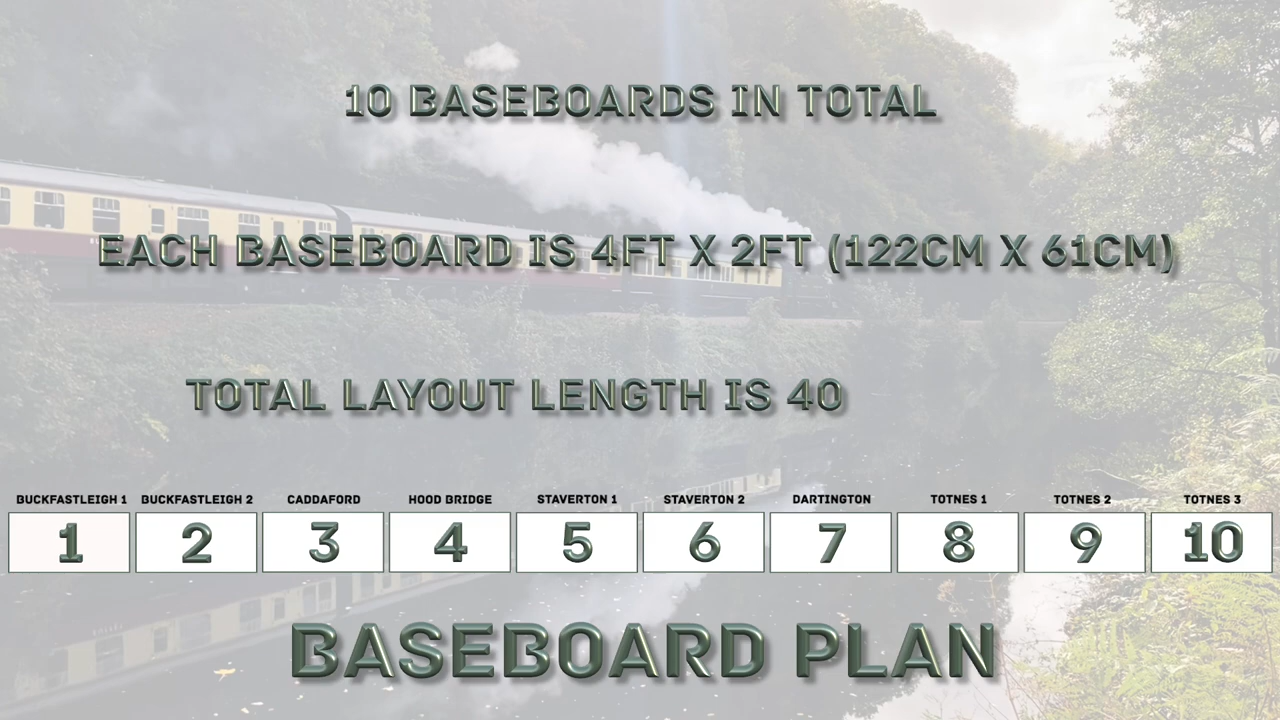 10 BASEBOARDS IN TOTAL
EACH BASEBOARD IS 4FT X 2FT (122CM X 61CM)
TOTAL LAYOUT LENGTH IS 40
BUCKFASTLEIGH 1 BUCKFASTLEIGH 2 CADDAFORD HOOD BRIDGE STAVERTON 1 STAVERTON 2 DARTINGTON TOTNES 1 TOTNES 2 TOTNES 3
1 2 3 4 5 6 7 8 9 10
BASEBOARD PLAN